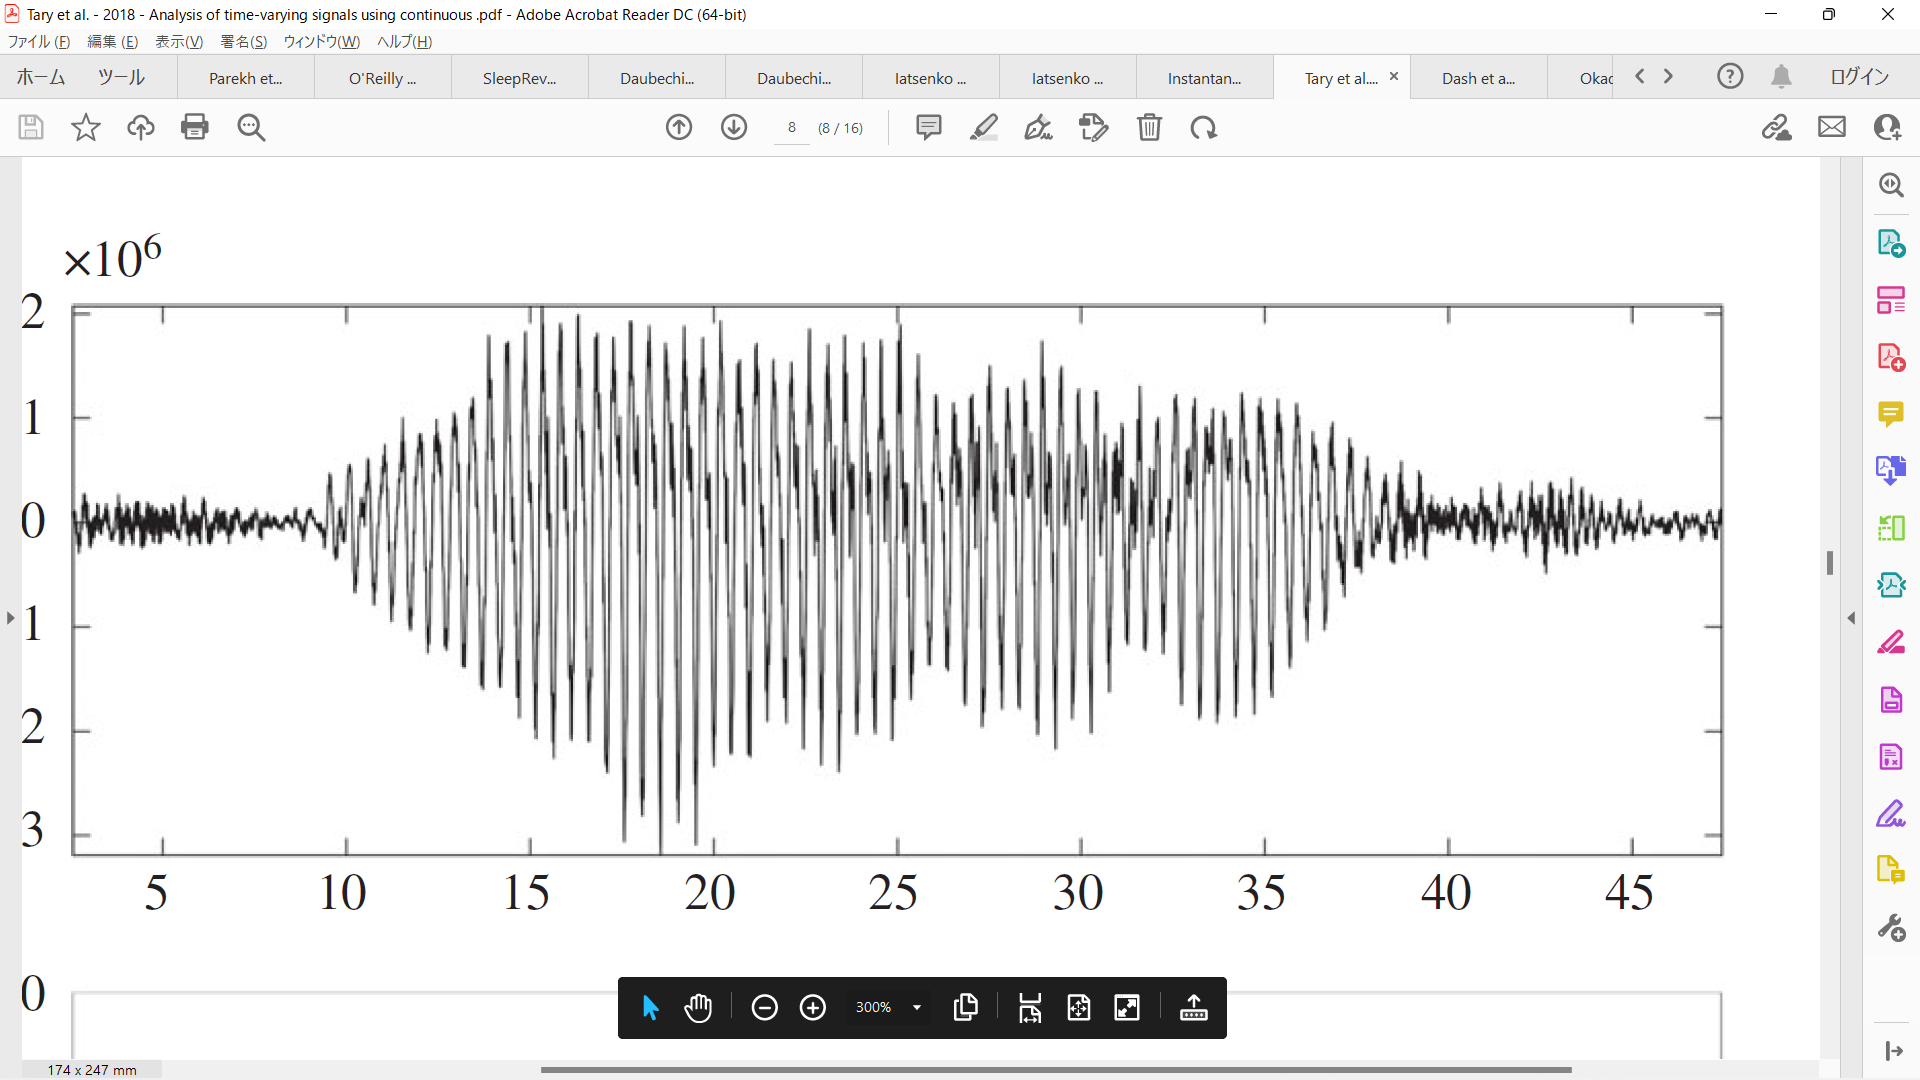 Tary et al. - 2018 - Analysis of time-varying signals using continuous .pdf - Adobe Acrobat Reader DC (64-bit)
ファイル (F) 編集 (E) 表示(V) 署名(S) ウィンドウ(W) ヘルプ(H)
ホーム ツール Parekh et... O'Reilly ... SleepRev... Daubechi... Daubechi... Iatsenko ... Iatsenko ... Instantan... Tary et al.... Dash et a... Okad ログイン
8 (8 / 16)
×10⁶
2
1
0
1
2
3
5 10 15 20 25 30 35 40 45
0
300%
174 x 247 mm